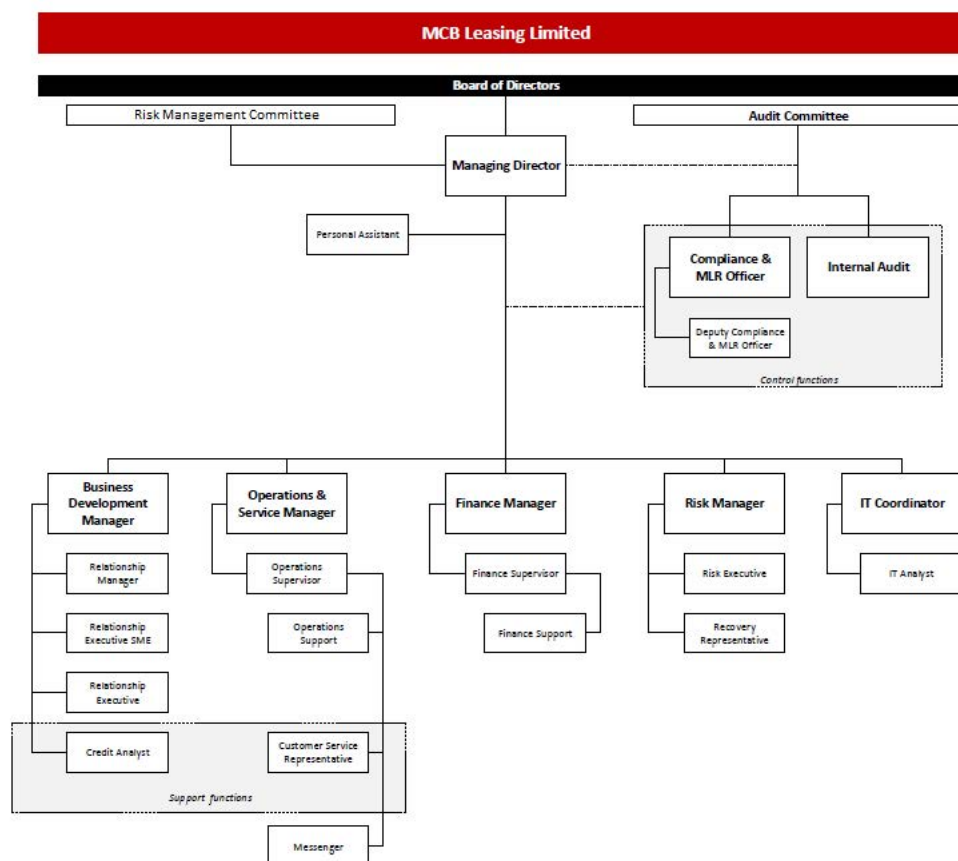 MCB Leasing Limited
Board of Directors
Risk Management Committee
Audit Committee
Managing Director
Personal Assistant
Compliance &
MLR Officer
Internal Audit
Deputy Compliance
& MLR Officer
Control functions
Business
Development
Manager
Operations &
Service Manager
Finance Manager
Risk Manager
IT Coordinator
Relationship
Manager
Operations
Supervisor
Finance Supervisor
Risk Executive
IT Analyst
Relationship
Executive SME
Operations
Support
Finance Support
Recovery
Representative
Relationship
Executive
Credit Analyst
Customer Service
Representative
Support functions
Messenger